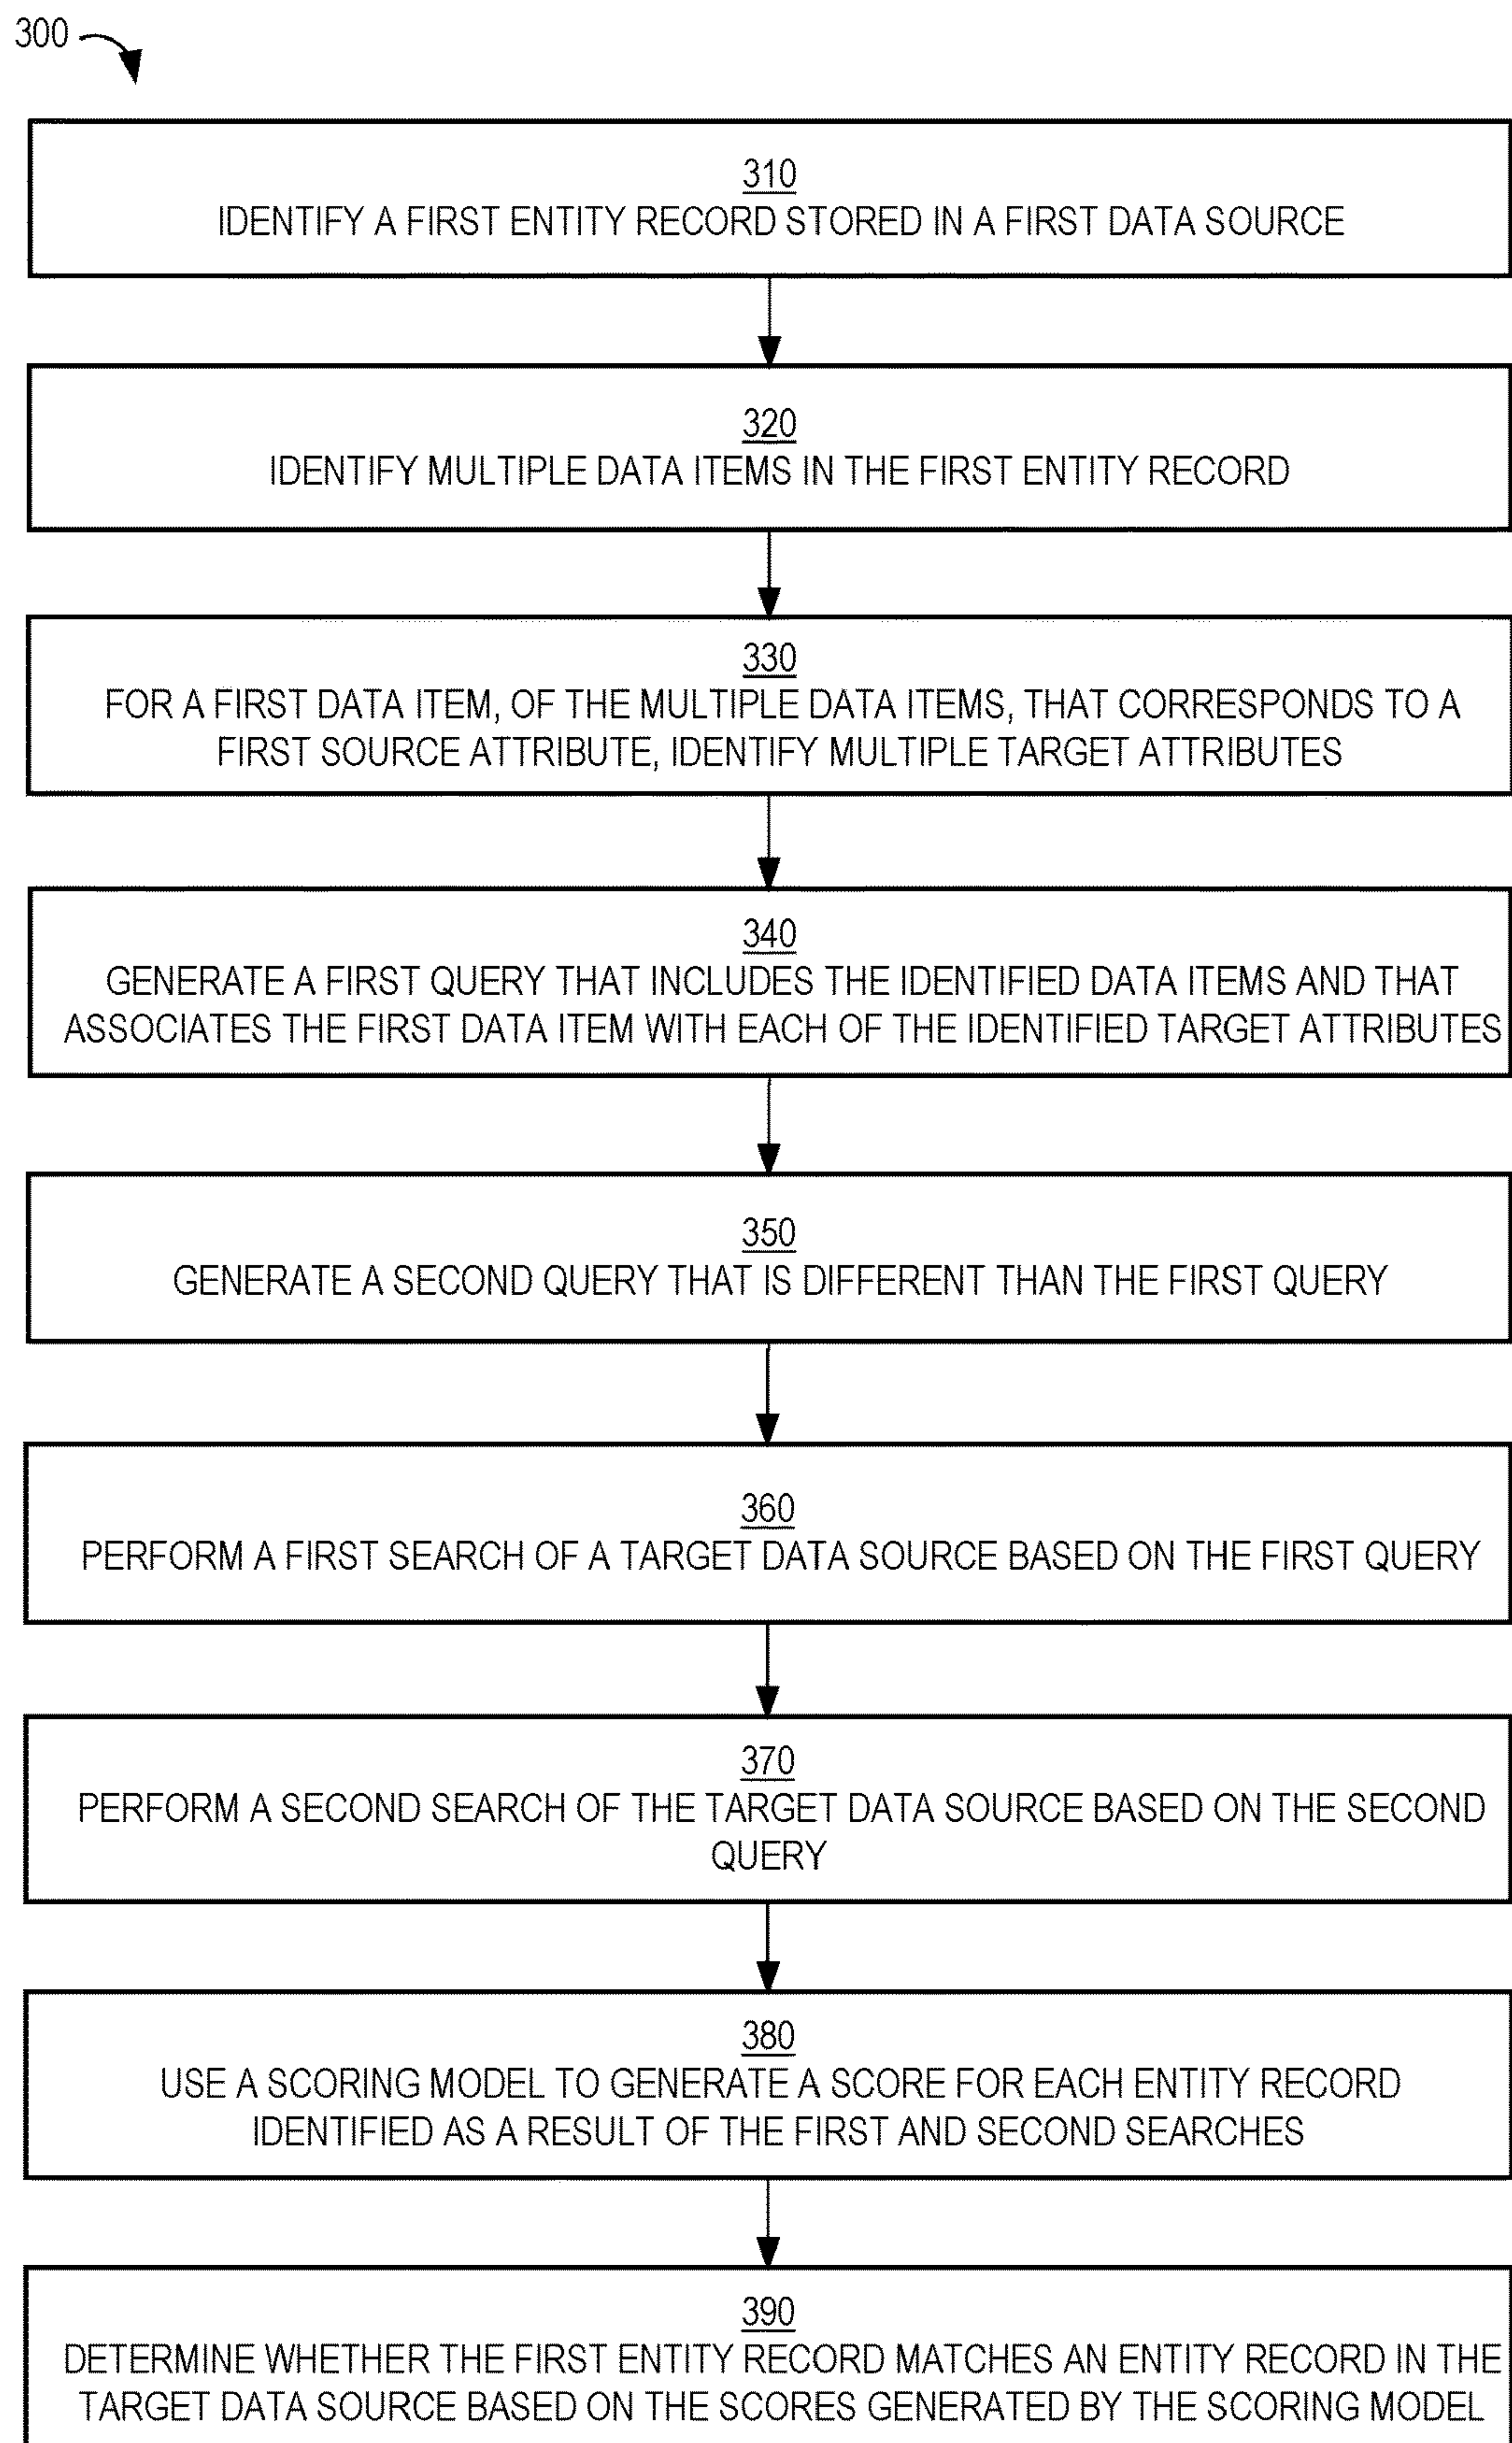 300
310
IDENTIFY A FIRST ENTITY RECORD STORED IN A FIRST DATA SOURCE
320
IDENTIFY MULTIPLE DATA ITEMS IN THE FIRST ENTITY RECORD
330
FOR A FIRST DATA ITEM, OF THE MULTIPLE DATA ITEMS, THAT CORRESPONDS TO A
FIRST SOURCE ATTRIBUTE, IDENTIFY MULTIPLE TARGET ATTRIBUTES
340
GENERATE A FIRST QUERY THAT INCLUDES THE IDENTIFIED DATA ITEMS AND THAT
ASSOCIATES THE FIRST DATA ITEM WITH EACH OF THE IDENTIFIED TARGET ATTRIBUTES
350
GENERATE A SECOND QUERY THAT IS DIFFERENT THAN THE FIRST QUERY
360
PERFORM A FIRST SEARCH OF A TARGET DATA SOURCE BASED ON THE FIRST QUERY
370
PERFORM A SECOND SEARCH OF THE TARGET DATA SOURCE BASED ON THE SECOND
QUERY
380
USE A SCORING MODEL TO GENERATE A SCORE FOR EACH ENTITY RECORD
IDENTIFIED AS A RESULT OF THE FIRST AND SECOND SEARCHES
390
DETERMINE WHETHER THE FIRST ENTITY RECORD MATCHES AN ENTITY RECORD IN THE
TARGET DATA SOURCE BASED ON THE SCORES GENERATED BY THE SCORING MODEL